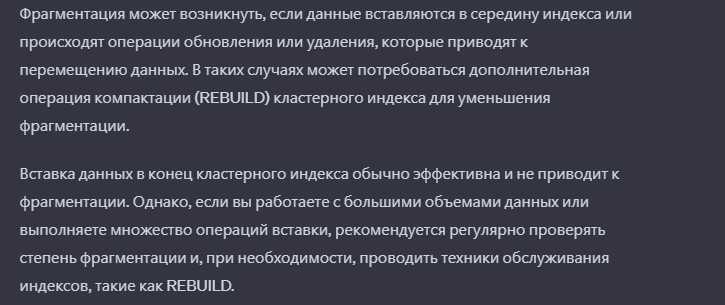 Фрагментация может возникнуть, если данные вставляются в середину индекса или
происходят операции обновления или удаления, которые приводят к
перемещению данных. В таких случаях может потребоваться дополнительная
операция компактации (REBUILD) кластерного индекса для уменьшения
фрагментации.
Вставка данных в конец кластерного индекса обычно эффективна и не приводит к
фрагментации. Однако, если вы работаете с большими объемами данных или
выполняете множество операций вставки, рекомендуется регулярно проверять
степень фрагментации и, при необходимости, проводить техники обслуживания
индексов, такие как REBUILD.